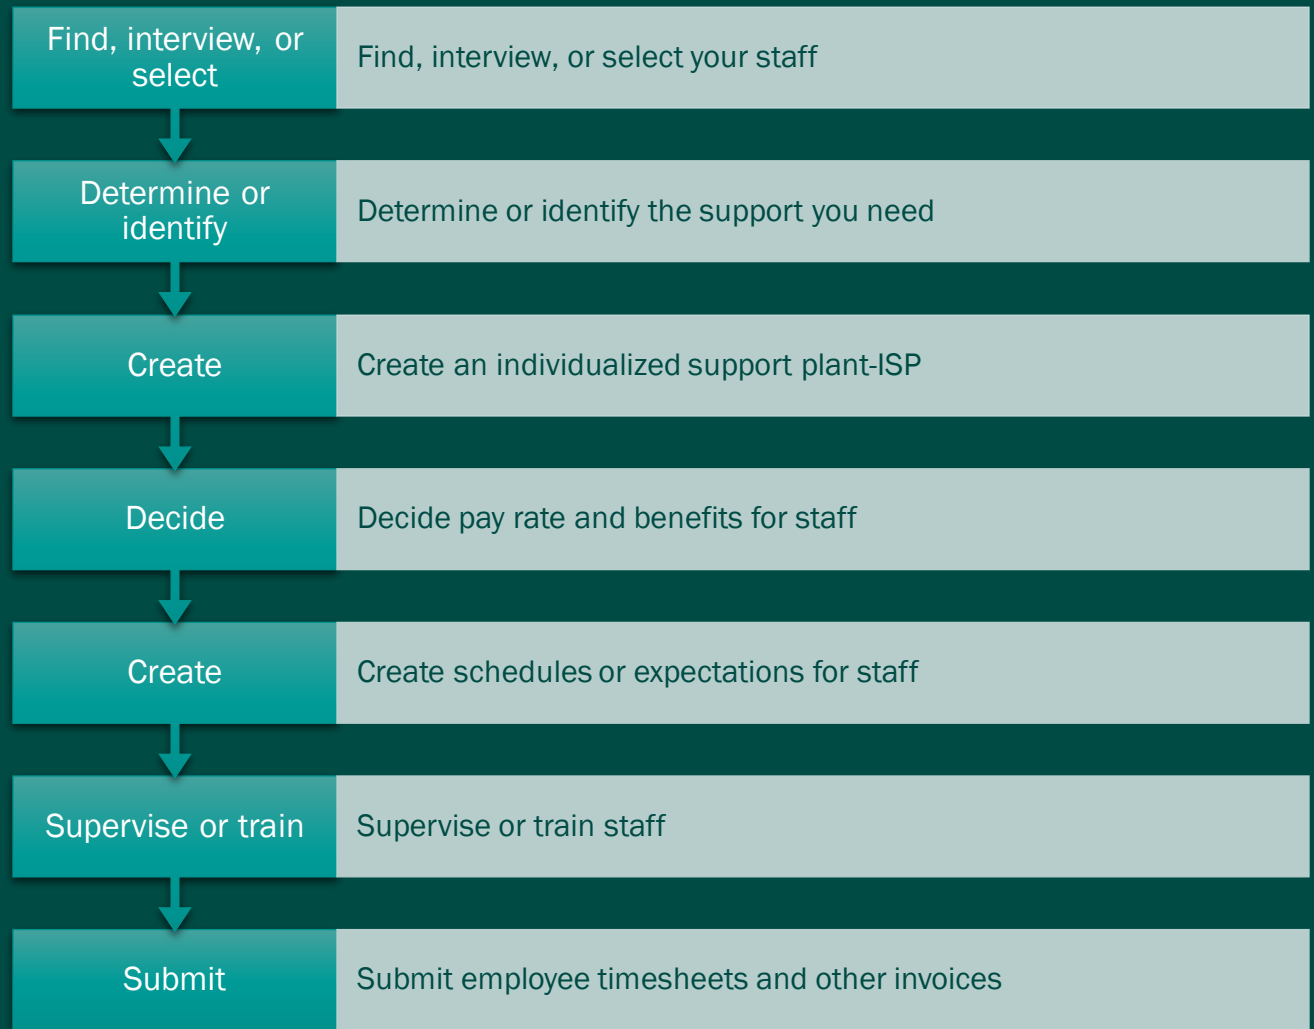 Find, interview, or
select
Find, interview, or select your staff
Determine or
identify
Determine or identify the support you need
Create
Create an individualized support plant-ISP
Decide
Decide pay rate and benefits for staff
Create
Create schedules or expectations for staff
Supervise or train
Supervise or train staff
Submit
Submit employee timesheets and other invoices